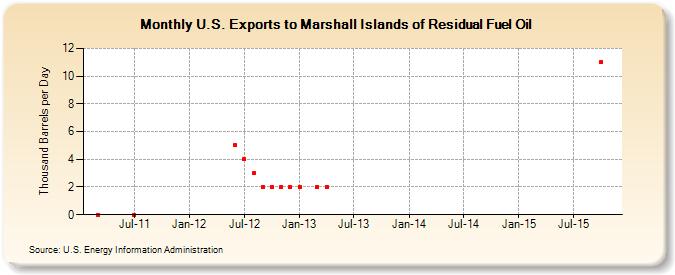 Monthly U.S. Exports to Marshall Islands of Residual Fuel Oil
Thousand Barrels per Day
12
10
8
6
4
2
0
Jul-11 Jan-12 Jul-12 Jan-13 Jul-13 Jan-14 Jul-14 Jan-15 Jul-15
Source: U.S. Energy Information Administration